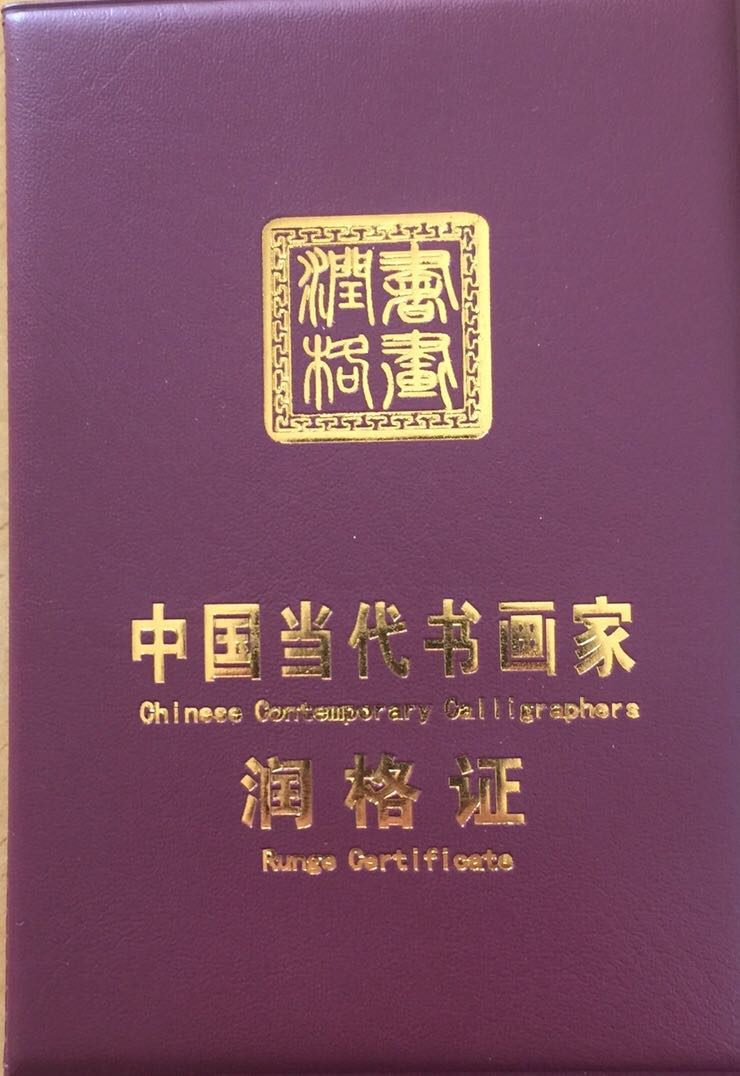 書畫
潤格
中国当代书画家
Chinese Contemporary Calligraphers
润格证
Runge Certificate